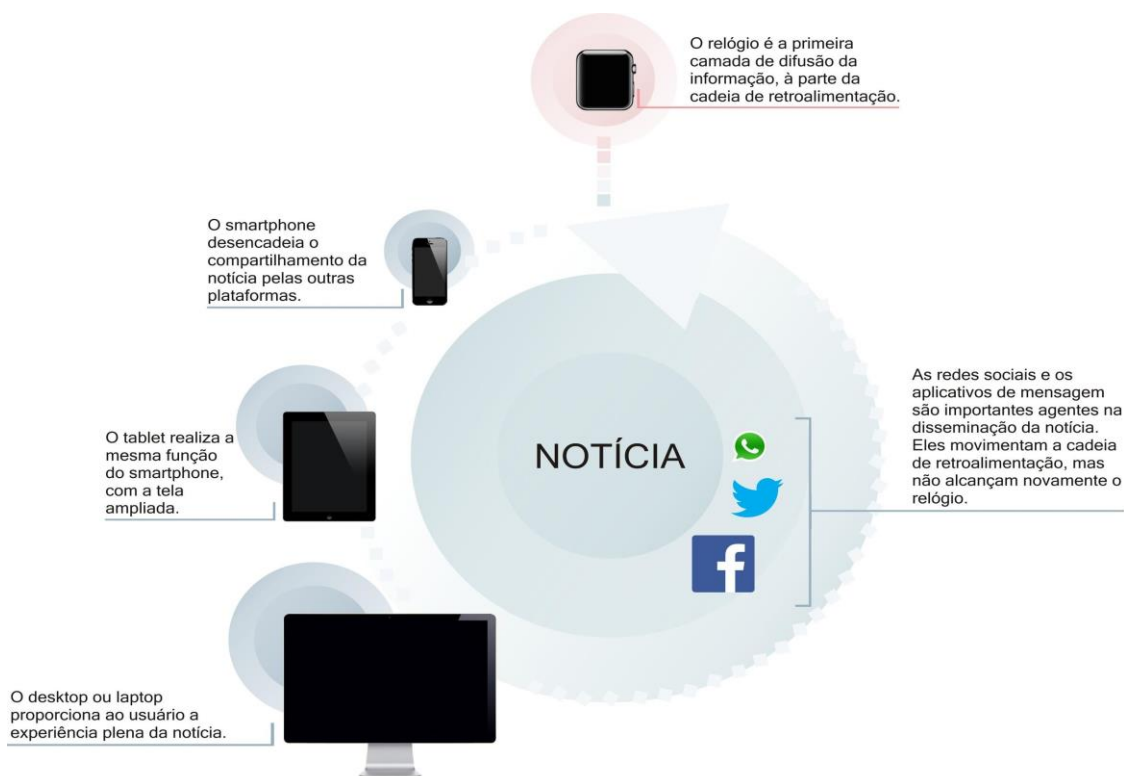 O relógio é a primeira
camada de difusão da
informação, à parte da
cadeia de retroalimentação.
O smartphone
desencadeia o
compartilhamento da
notícia pelas outras
plataformas.
O tablet realiza a
mesma função
do smartphone,
com a tela
ampliada.
O desktop ou laptop
proporciona ao usuário a
experiência plena da notícia.
NOTÍCIA
As redes sociais e os
aplicativos de mensagem
são importantes agentes na
disseminação da notícia.
Eles movimentam a cadeia
de retroalimentação, mas
não alcançam novamente o
relógio.